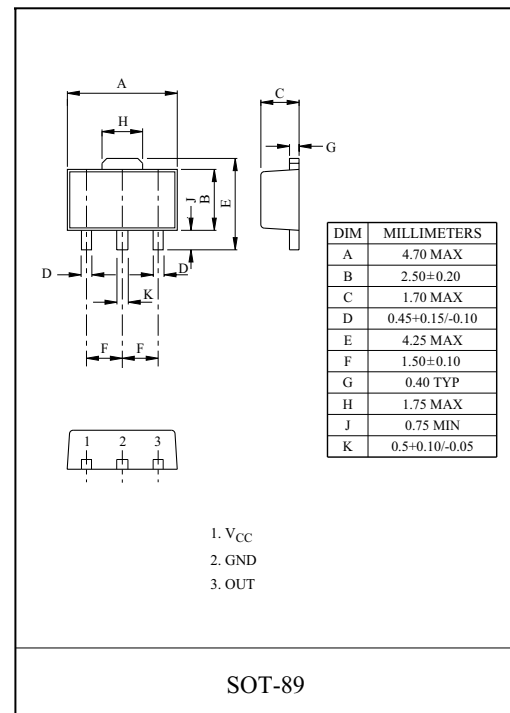 A
H
C
G
J
B
E
D
D
K
F
F
DIM MILLIMETERS
A 4.70 MAX
B 2.50±0.20
C 1.70 MAX
D 0.45+0.15/-0.10
E 4.25 MAX
F 1.50±0.10
G 0.40 TYP
H 1.75 MAX
J 0.75 MIN
K 0.5+0.10/-0.05
1 2 3
1. VCC
2. GND
3. OUT
SOT-89